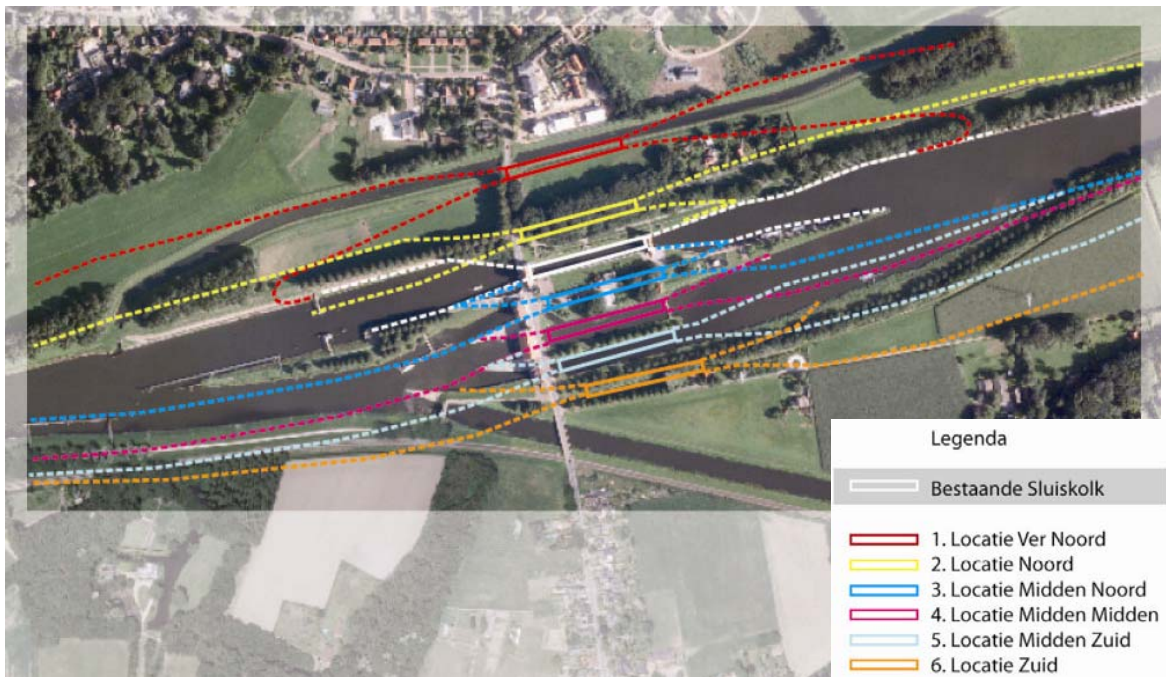 Legenda
Bestaande Sluiskolk
1. Locatie Ver Noord
2. Locatie Noord
3. Locatie Midden Noord
4. Locatie Midden Midden
5. Locatie Midden Zuid
6. Locatie Zuid